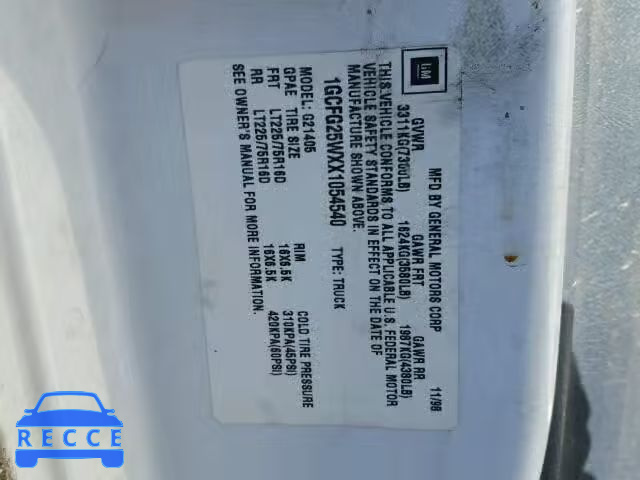 GM
MFD BY GENERAL MOTORS CORP 11/98
GVWR GAWR FRT GAWR RR
3311KG(7300LB) 1624KG(3580LB) 1987KG(4380LB)
THIS VEHICLE CONFORMS TO ALL APPLICABLE U.S. FEDERAL MOTOR
VEHICLE SAFETY STANDARDS IN EFFECT ON THE DATE OF
MANUFACTURE SHOWN ABOVE.
1GCFG25WXX1054540 TYPE: TRUCK
MODEL: G21405
GPAE TIRE SIZE RIM COLD TIRE PRESSURE
FRT LT225/75R16D 16X6.5K 310KPA(45PSI)
RR LT225/75R16D 16X6.5K 420KPA(60PSI)
SEE OWNER'S MANUAL FOR MORE INFORMATION.
RECCE